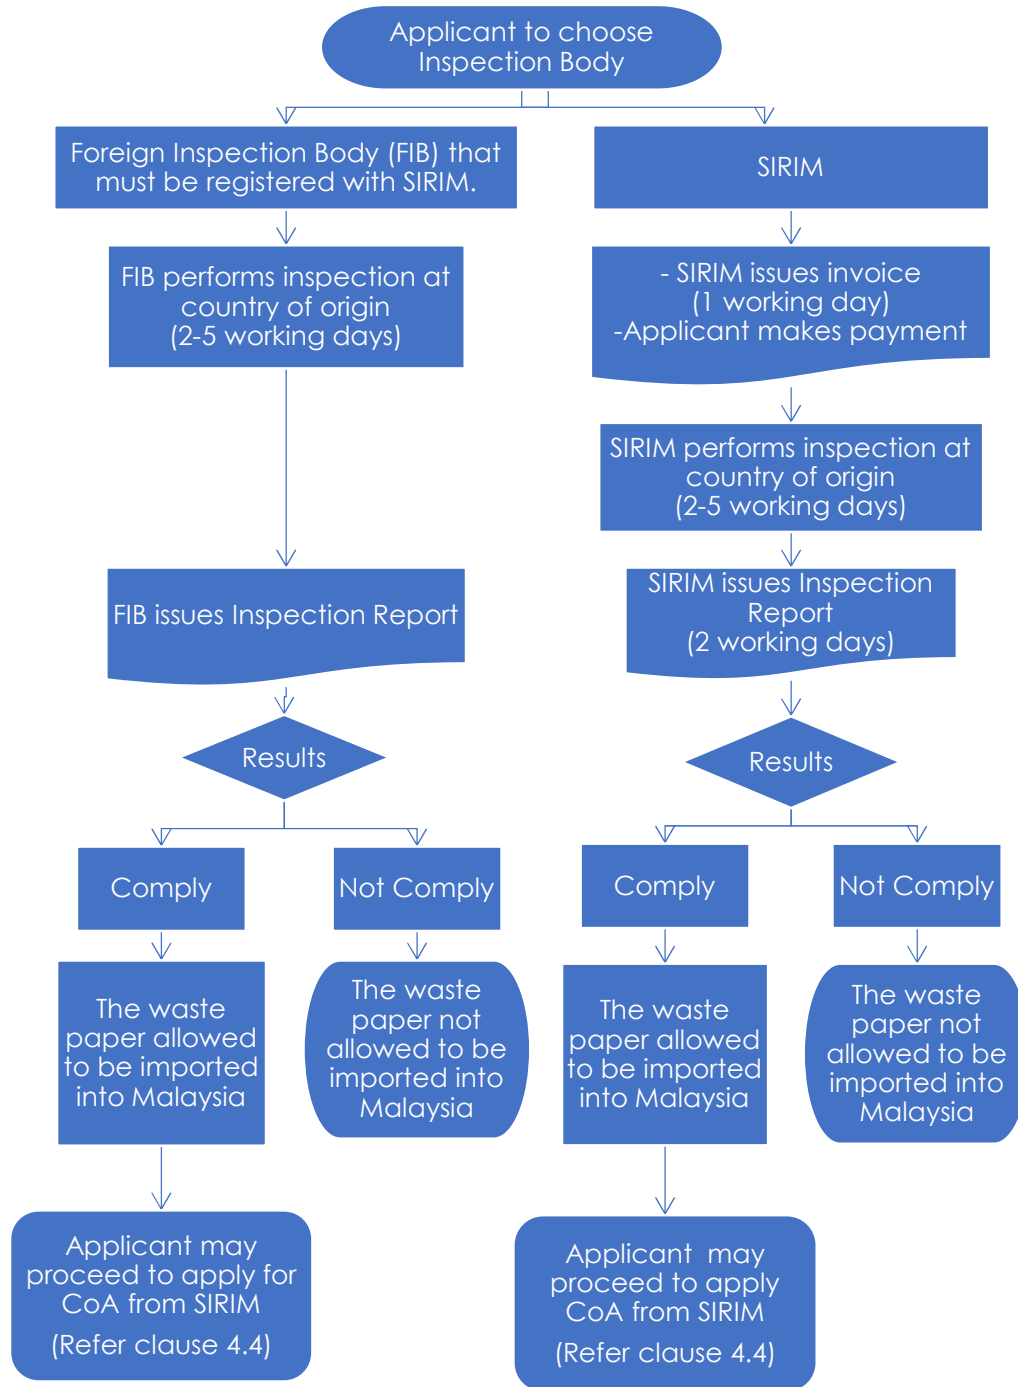 Applicant to choose
Inspection Body
Foreign Inspection Body (FIB) that
must be registered with SIRIM.
FIB performs inspection at
country of origin
(2-5 working days)
FIB issues Inspection Report
Results
Comply
Not Comply
The waste
paper allowed
to be imported
into Malaysia
The waste
paper not
allowed to be
imported into
Malaysia
Applicant may
proceed to apply for
CoA from SIRIM
(Refer clause 4.4)
SIRIM
- SIRIM issues invoice
(1 working day)
-Applicant makes payment
SIRIM performs inspection at
country of origin
(2-5 working days)
SIRIM issues Inspection
Report
(2 working days)
Results
Comply
Not Comply
The waste
paper allowed
to be imported
into Malaysia
The waste
paper not
allowed to be
imported into
Malaysia
Applicant may
proceed to apply
CoA from SIRIM
(Refer clause 4.4)